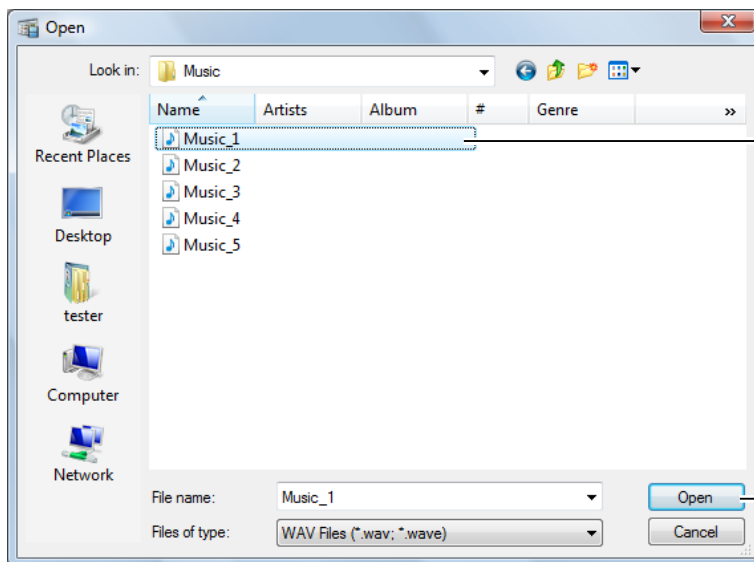 Open
Look in: Music
Name Artists Album # Genre »
Music_1
Music_2
Music_3
Music_4
Music_5
Recent Places
Desktop
tester
Computer
Network
File name: Music_1 Open
Files of type: WAV Files (*.wav; *.wave) Cancel